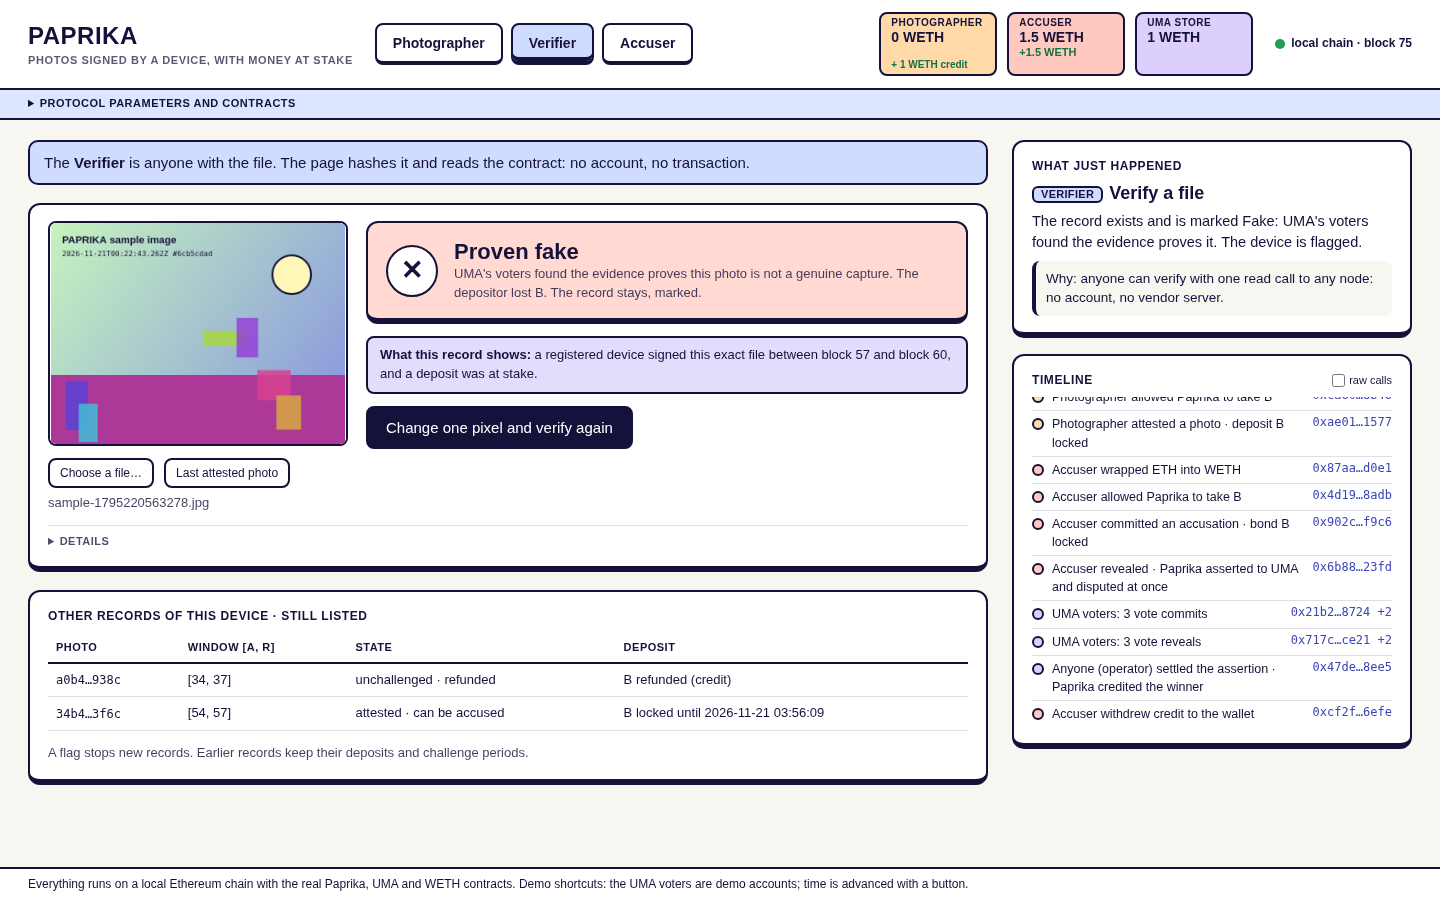 PAPRIKA
PHOTOS SIGNED BY A DEVICE, WITH MONEY AT STAKE
Photographer
Verifier
Accuser
PHOTOGRAPHER
0 WETH
+ 1 WETH credit
ACCUSER
1.5 WETH
+1.5 WETH
UMA STORE
1 WETH
local chain · block 75
PROTOCOL PARAMETERS AND CONTRACTS
The Verifier is anyone with the file. The page hashes it and reads the contract: no account, no transaction.
PAPRIKA sample image
2026-11-21T00:22:43.262Z #6cb5cdad
Proven fake
UMA's voters found the evidence proves this photo is not a genuine capture. The
depositor lost B. The record stays, marked.
What this record shows: a registered device signed this exact file between block 57 and block 60,
and a deposit was at stake.
Change one pixel and verify again
Choose a file…
Last attested photo
sample-1795220563278.jpg
DETAILS
OTHER RECORDS OF THIS DEVICE · STILL LISTED
PHOTO WINDOW [A, R] STATE DEPOSIT
a0b4…938c [34, 37] unchallenged · refunded B refunded (credit)
34b4…3f6c [54, 57] attested · can be accused B locked until 2026-11-21 03:56:09
A flag stops new records. Earlier records keep their deposits and challenge periods.
WHAT JUST HAPPENED
VERIFIER Verify a file
The record exists and is marked Fake: UMA's voters
found the evidence proves it. The device is flagged.
Why: anyone can verify with one read call to any node:
no account, no vendor server.
TIMELINE
raw calls
Photographer allowed Paprika to take B
Photographer attested a photo · deposit B 0xae01…1577
locked
Accuser wrapped ETH into WETH 0x87aa…d0e1
Accuser allowed Paprika to take B 0x4d19…8adb
Accuser committed an accusation · bond B 0x902c…f9c6
locked
Accuser revealed · Paprika asserted to UMA 0x6b88…23fd
and disputed at once
UMA voters: 3 vote commits 0x21b2…8724 +2
UMA voters: 3 vote reveals 0x717c…ce21 +2
Anyone (operator) settled the assertion · 0x47de…8ee5
Paprika credited the winner
Accuser withdrew credit to the wallet 0xcf2f…6efe
Everything runs on a local Ethereum chain with the real Paprika, UMA and WETH contracts. Demo shortcuts: the UMA voters are demo accounts; time is advanced with a button.